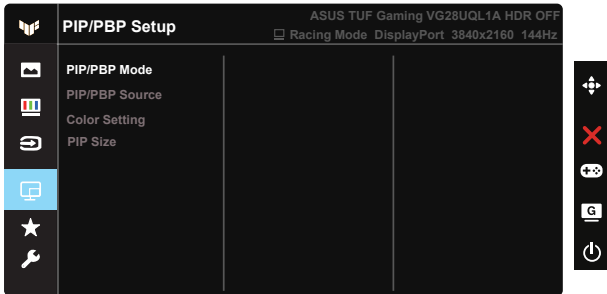 PIP/PBP Setup
ASUS TUF Gaming VG28UQL1A HDR OFF
Racing Mode DisplayPort 3840x2160 144Hz
PIP/PBP Mode
PIP/PBP Source
Color Setting
PIP Size
G